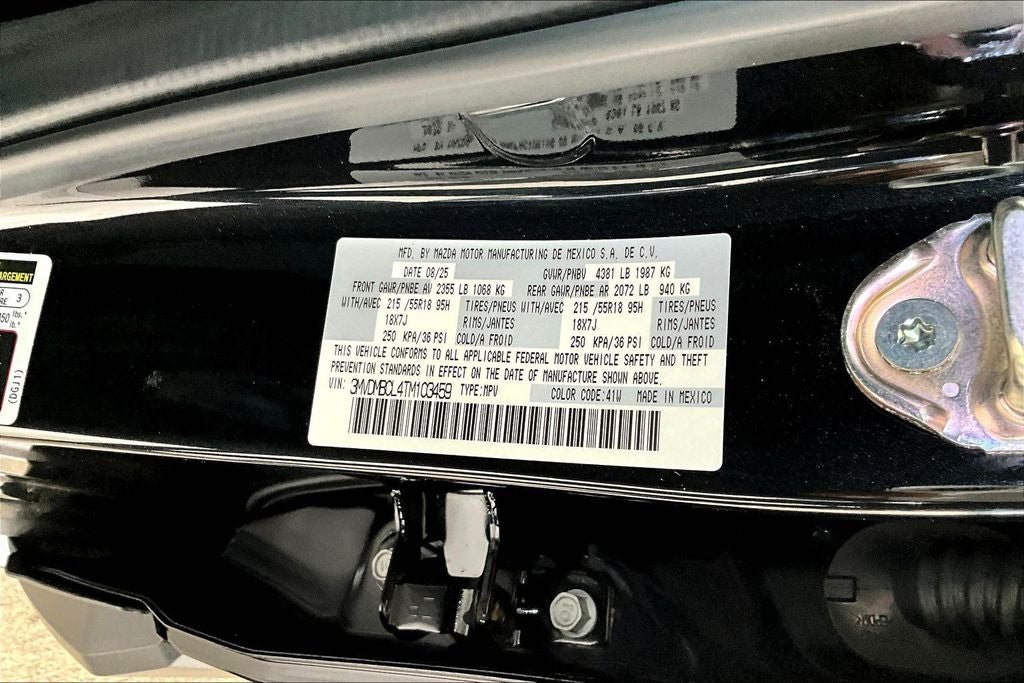 MFD. BY MAZDA MOTOR MANUFACTURING DE MEXICO S.A. DE C.V.
DATE 08/25 GVWR/PNBV 4381 LB 1987 KG
FRONT GAWR/PNBE AV 2355 LB 1068 KG REAR GAWR/PNBE AR 2072 LB 940 KG
WITH/AVEC 215 /55R18 95H TIRES/PNEUS WITH/AVEC 215 /55R18 95H TIRES/PNEUS
18X7J RIMS/JANTES 18X7J RIMS/JANTES
250 KPA/36 PSI COLD/A FROID 250 KPA/36 PSI COLD/A FROID
THIS VEHICLE CONFORMS TO ALL APPLICABLE FEDERAL MOTOR VEHICLE SAFETY AND THEFT
PREVENTION STANDARDS IN EFFECT ON THE DATE OF MANUFACTURE SHOWN ABOVE.
VIN: 3MVDMBCL4TM103459 TYPE:MPV COLOR CODE:41W MADE IN MEXICO
3
(DGJ1)